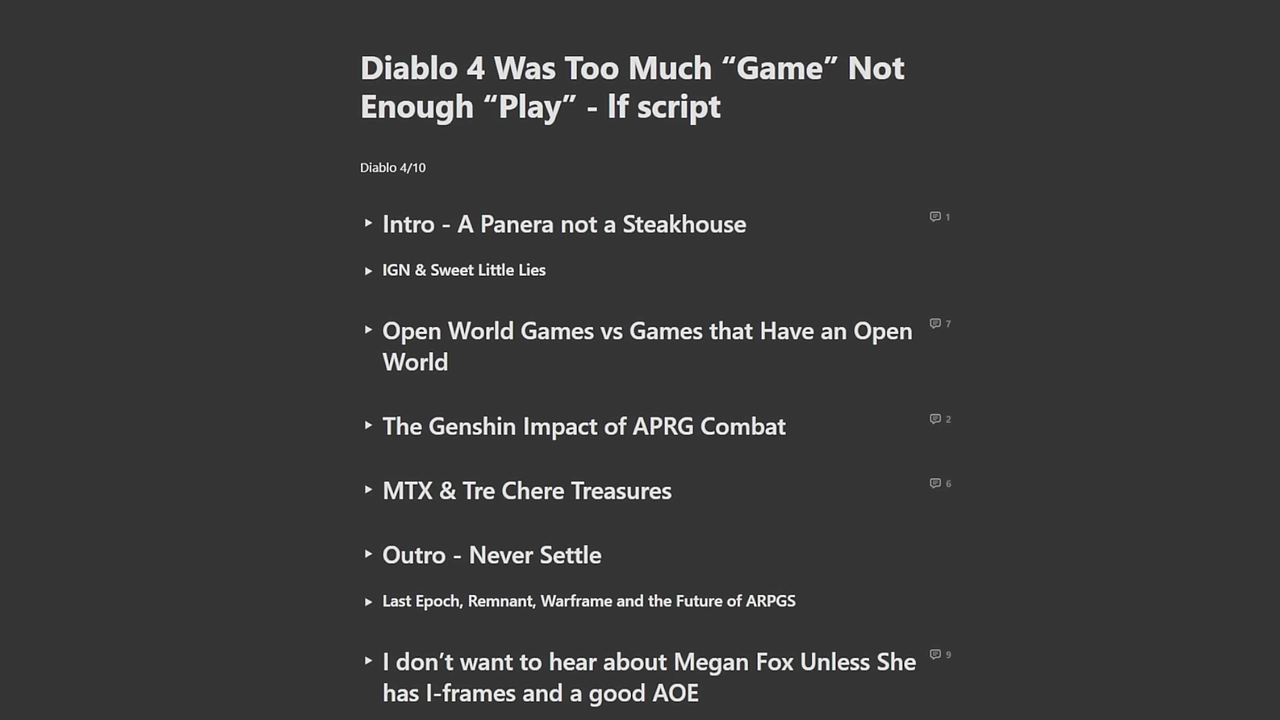 Diablo 4 Was Too Much “Game” Not
Enough “Play” - lf script
Diablo 4/10
Intro - A Panera not a Steakhouse
1
IGN & Sweet Little Lies
Open World Games vs Games that Have an Open
World
7
The Genshin Impact of APRG Combat
2
MTX & Tre Chere Treasures
6
Outro - Never Settle
Last Epoch, Remnant, Warframe and the Future of ARPGS
I don’t want to hear about Megan Fox Unless She
has I-frames and a good AOE
9